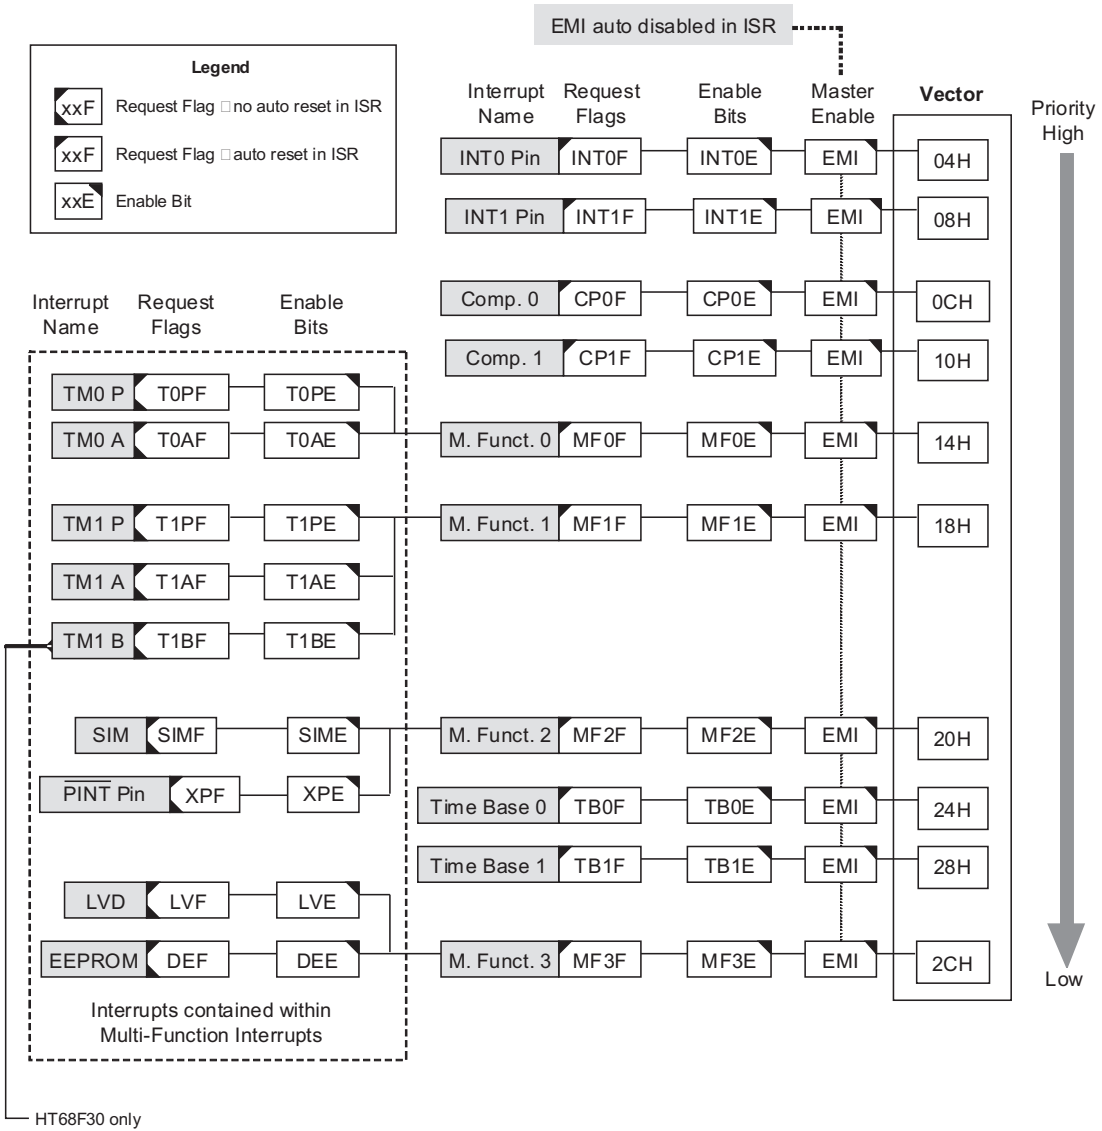 EMI auto disabled in ISR
Legend
xxF Request Flag □ no auto reset in ISR
xxF Request Flag □ auto reset in ISR
xxE Enable Bit
Interrupt Name Request Flags Enable Bits Master Enable Vector Priority High
INT0 Pin INT0F INT0E EMI 04H
INT1 Pin INT1F INT1E EMI 08H
Interrupt Name Request Flags Enable Bits
Comp. 0 CP0F CP0E EMI 0CH
Comp. 1 CP1F CP1E EMI 10H
TM0 P T0PF T0PE
TM0 A T0AF T0AE M. Funct. 0 MF0F MF0E EMI 14H
TM1 P T1PF T1PE M. Funct. 1 MF1F MF1E EMI 18H
TM1 A T1AF T1AE
TM1 B T1BF T1BE
SIM SIMF SIME M. Funct. 2 MF2F MF2E EMI 20H
PINT Pin XPF XPE
Time Base 0 TB0F TB0E EMI 24H
Time Base 1 TB1F TB1E EMI 28H
LVD LVF LVE
EEPROM DEF DEE M. Funct. 3 MF3F MF3E EMI 2CH
Low
Interrupts contained within
Multi-Function Interrupts
HT68F30 only